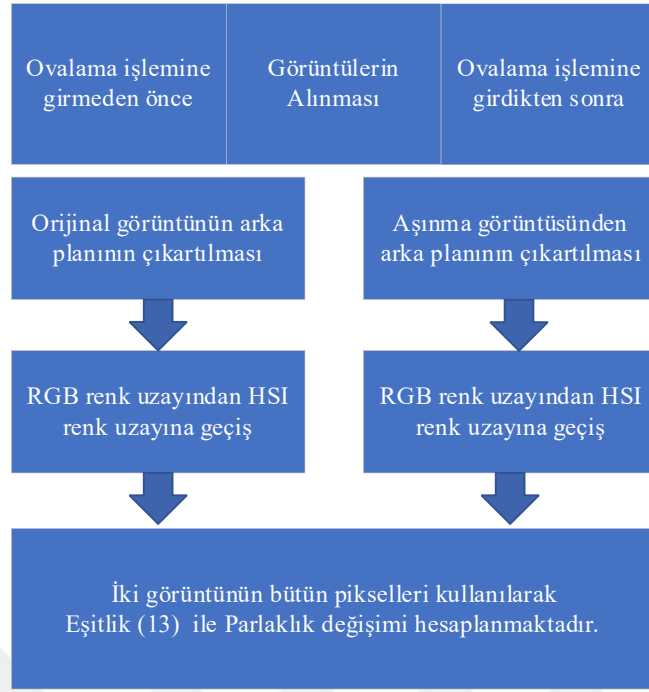 Ovalama işlemine
girmeden önce
Görüntülerin
Alınması
Ovalama işlemine
girdikten sonra
Orijinal görüntünün arka
planının çıkartılması
Aşınma görüntüsünden
arka planının çıkartılması
RGB renk uzayından HSI
renk uzayına geçiş
RGB renk uzayından HSI
renk uzayına geçiş
İki görüntünün bütün pikselleri kullanılarak
Eşitlik (13) ile Parlaklık değişimi hesaplanmaktadır.